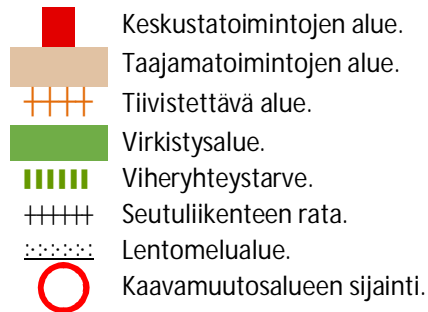 Keskustatoimintojen alue.
Taajamatoimintojen alue.
Tiivistettävä alue.
Virkistysalue.
Viheryhteystarve.
Seutuliikenteen rata.
Lentomelualue.
Kaavamuutosalueen sijainti.